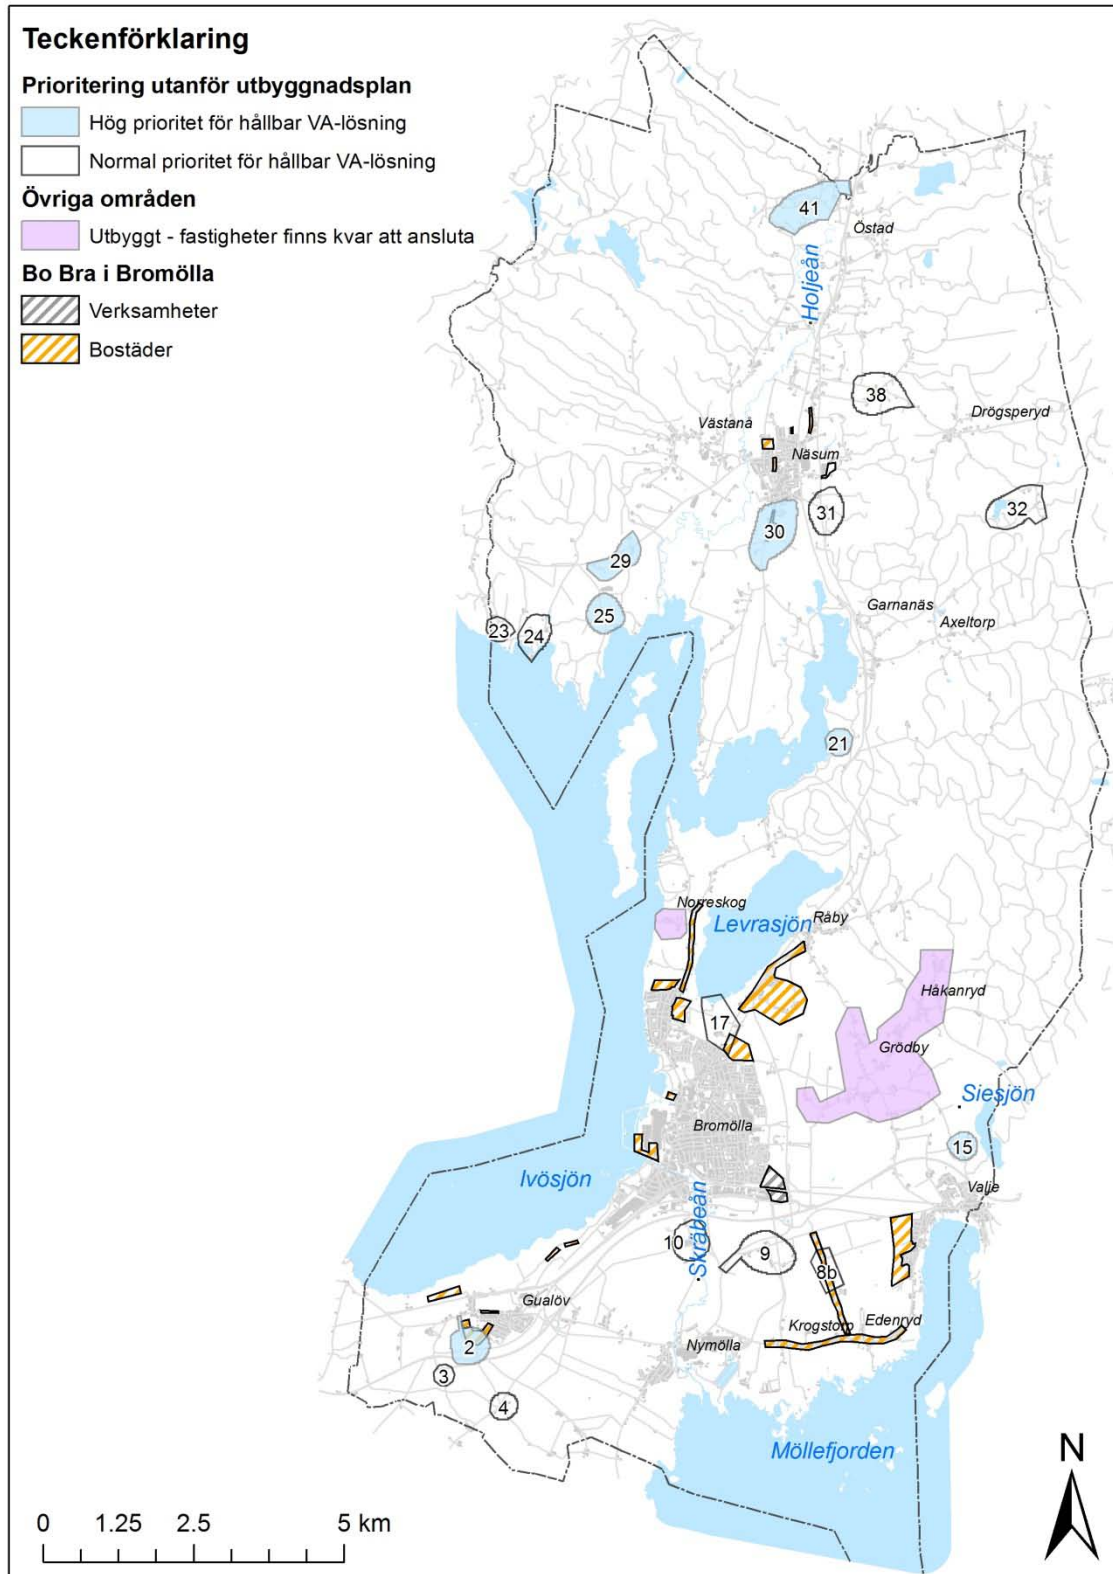 Teckenförklaring
Prioritering utanför utbyggnadsplan
Hög prioritet för hållbar VA-lösning
Normal prioritet för hållbar VA-lösning
Övriga områden
Utbyggt - fastigheter finns kvar att ansluta
Bo Bra i Bromölla
Verksamheter
Bostäder
41
Östad
Holjeån
38
Drögsperyd
Västanå
Näsum
31
32
30
29
25
Garnanäs
Axeltorp
23
24
21
Norreskog
Levrasjön
Råby
Håkanryd
17
Grödby
Siesjön
Bromölla
15
Ivösjön
Valje
Skräbeån
10
9
8b
Gualöv
Krogstorp
Edenryd
2
Nymölla
3
4
Möllefjorden
N
0 1.25 2.5 5 km